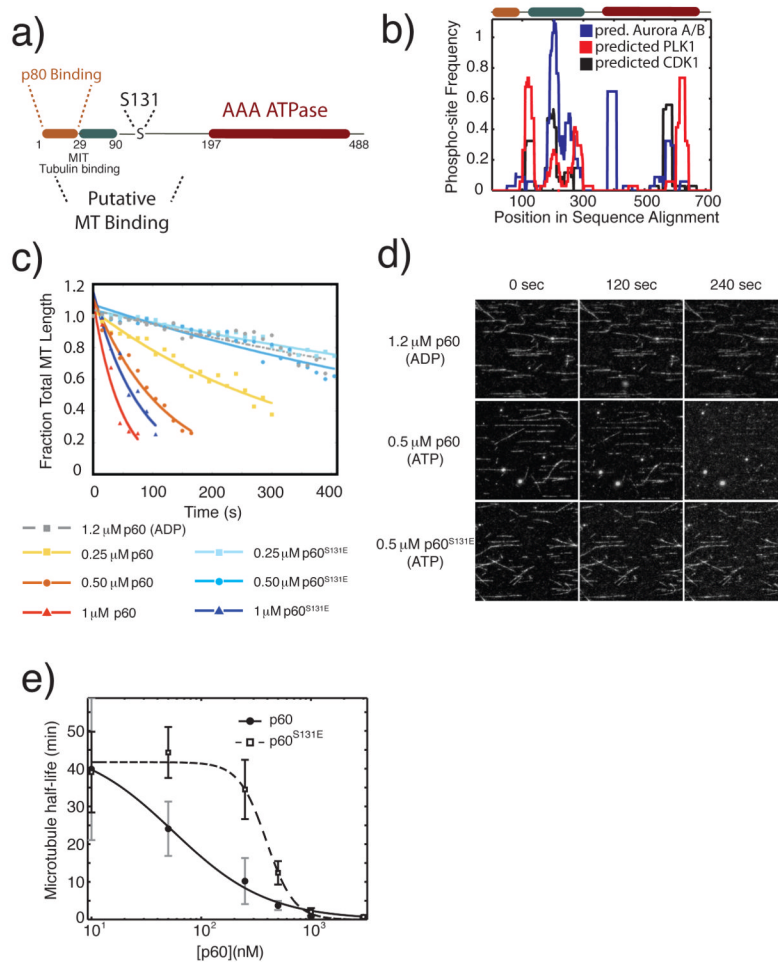 a)
p80 Binding
S131
S
AAA ATPase
1
29
90
197
488
MIT
Tubulin binding
Putative
MT Binding
b)
pred. Aurora A/B
predicted PLK1
predicted CDK1
Phospho-site Frequency
1
0.8
0.6
0.4
0.2
0
100
300
500
700
Position in Sequence Alignment
c)
Fraction Total MT Length
1.2
1.0
0.8
0.6
0.4
0.2
0
100
200
300
400
Time (s)
1.2 μM p60 (ADP)
0.25 μM p60
0.25 μM p60S131E
0.50 μM p60
0.50 μM p60S131E
1 μM p60
1 μM p60S131E
d)
0 sec
120 sec
240 sec
1.2 μM p60
(ADP)
0.5 μM p60
(ATP)
0.5 μM p60S131E
(ATP)
e)
Microtubule half-life (min)
50
40
30
20
10
0
p60
p60S131E
10¹
10²
10³
[p60](nM)